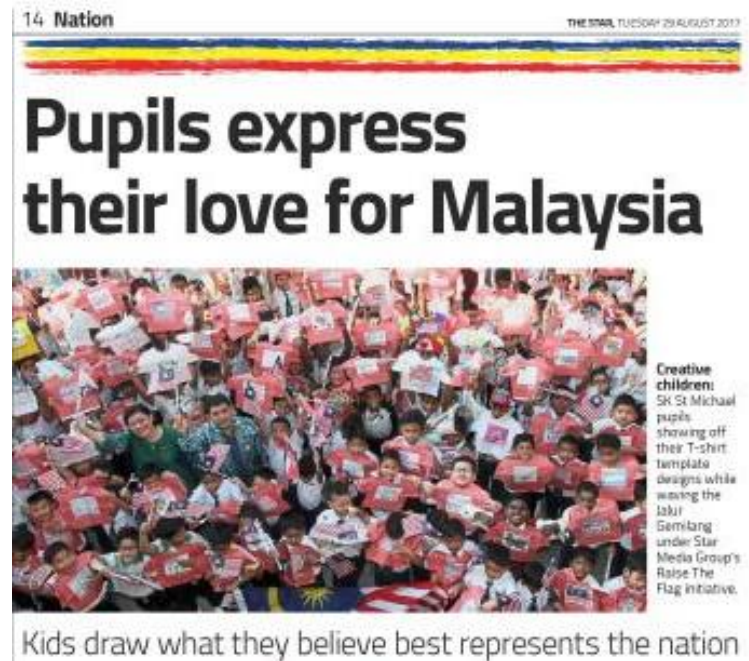 14 Nation
THE STAR, TUESDAY 29 AUGUST 2017
Pupils express
their love for Malaysia
Creative
children:
SK St Michael
pupils
showing off
their T-shirt
template
designs while
waving the
Jalur
Gemilang
under Star
Media Group's
Raise The
Flag initiative.
Kids draw what they believe best represents the nation